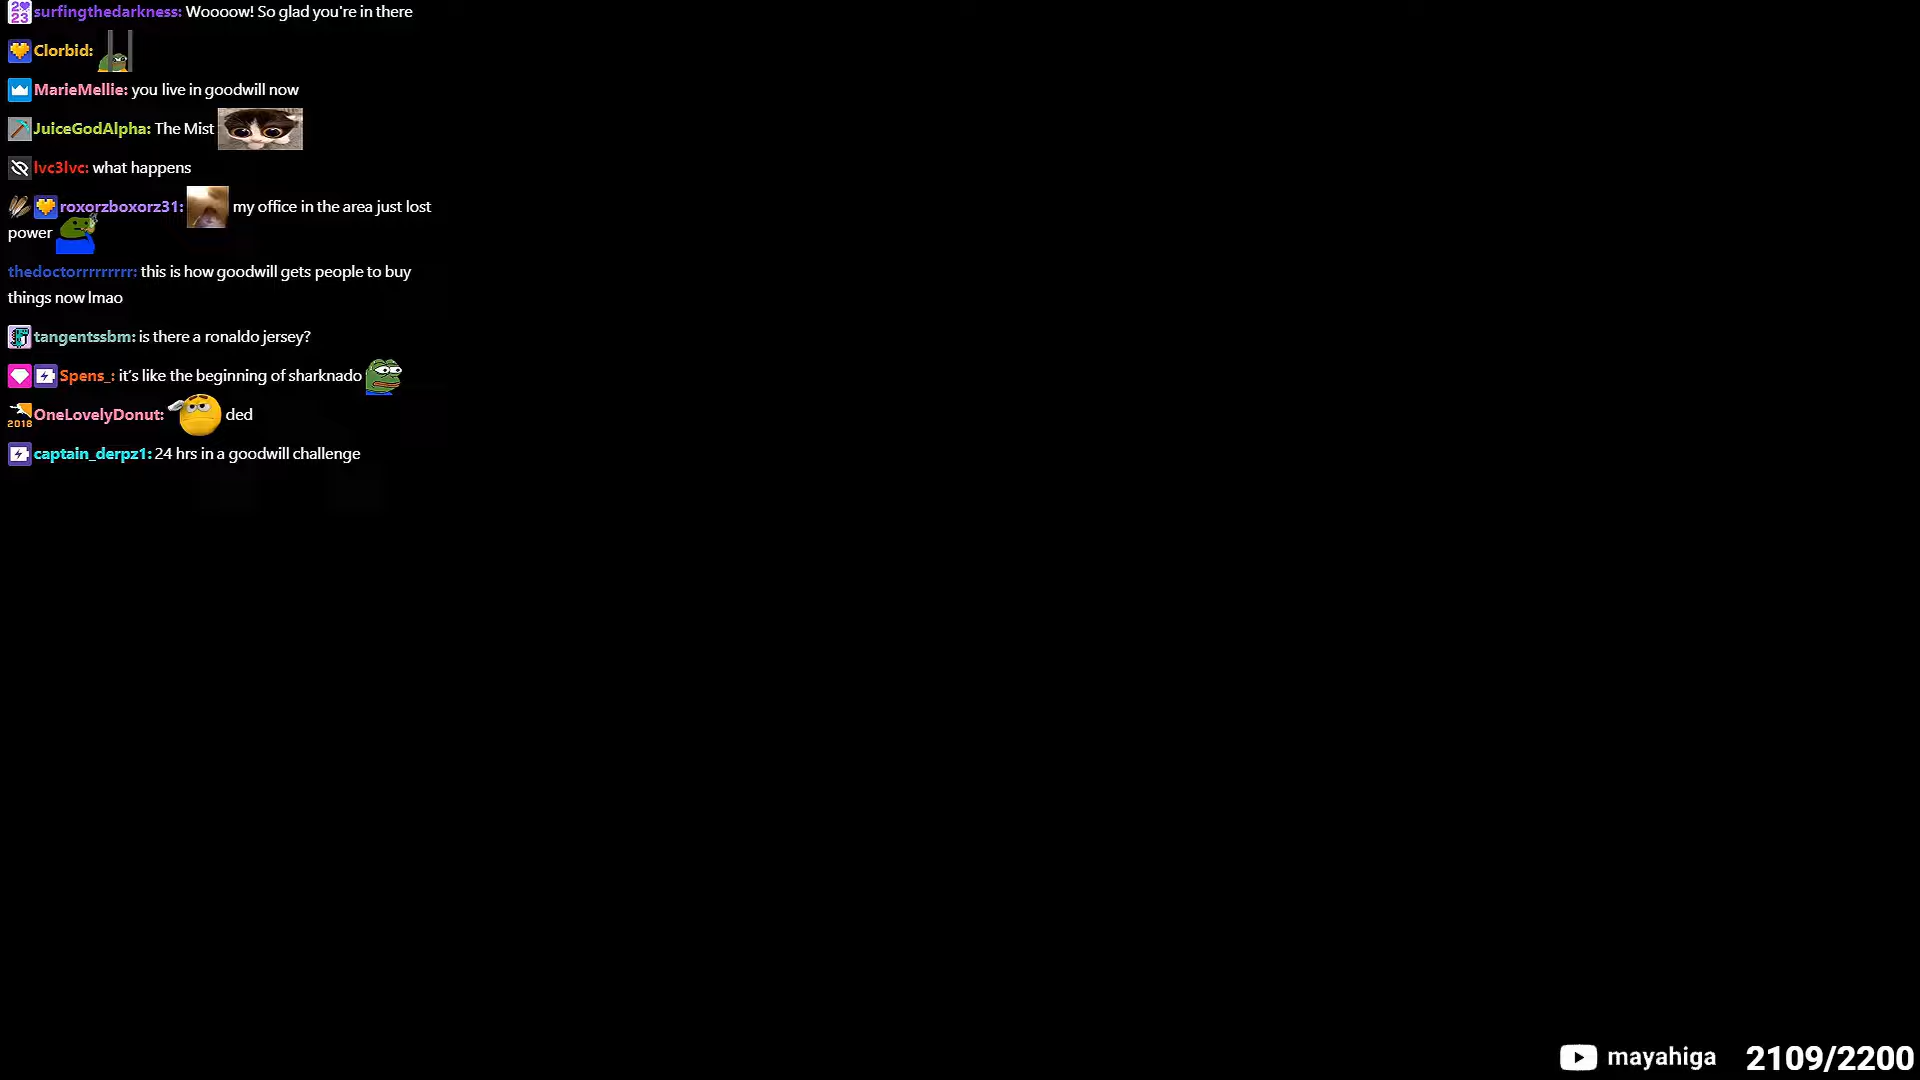 surfingthedarkness: Woooow! So glad you're in there
Clorbid:
MarieMellie: you live in goodwill now
JuiceGodAlpha: The Mist
lvc3lvc: what happens
roxorzboxorz31: my office in the area just lost
power
thedoctorrrrrrrrr: this is how goodwill gets people to buy
things now lmao
tangentssbm: is there a ronaldo jersey?
Spens_: it's like the beginning of sharknado
2018 OneLovelyDonut: ded
captain_derpz1: 24 hrs in a goodwill challenge
mayahiga 2109/2200